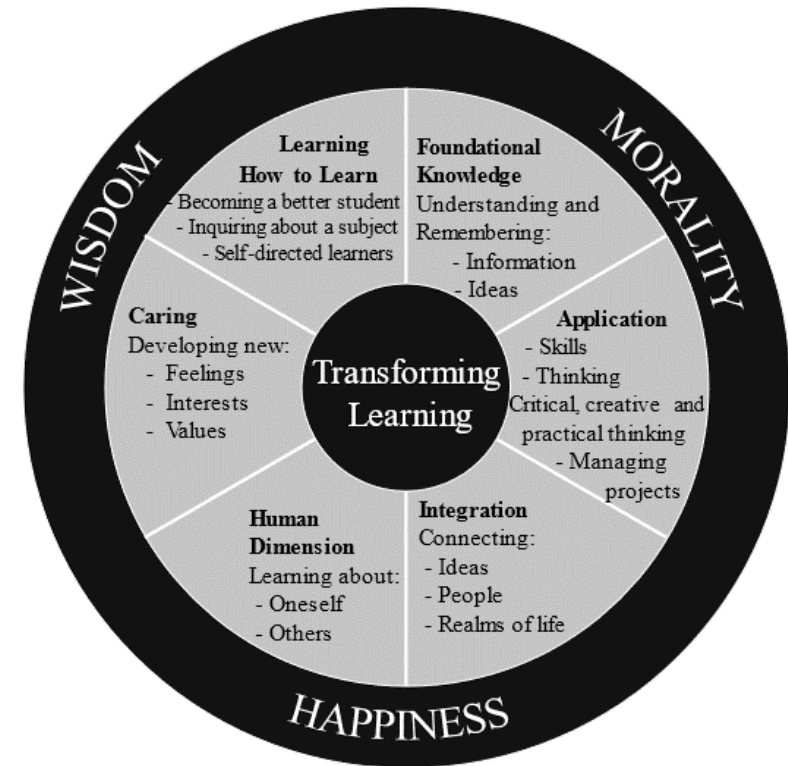 WISDOM
MORALITY
HAPPINESS
Learning
How to Learn
- Becoming a better student
- Inquiring about a subject
- Self-directed learners
Foundational
Knowledge
Understanding and
Remembering:
- Information
- Ideas
Application
- Skills
- Thinking
Critical, creative and
practical thinking
- Managing
projects
Integration
Connecting:
- Ideas
- People
- Realms of life
Human
Dimension
Learning about:
- Oneself
- Others
Caring
Developing new:
- Feelings
- Interests
- Values
Transforming
Learning